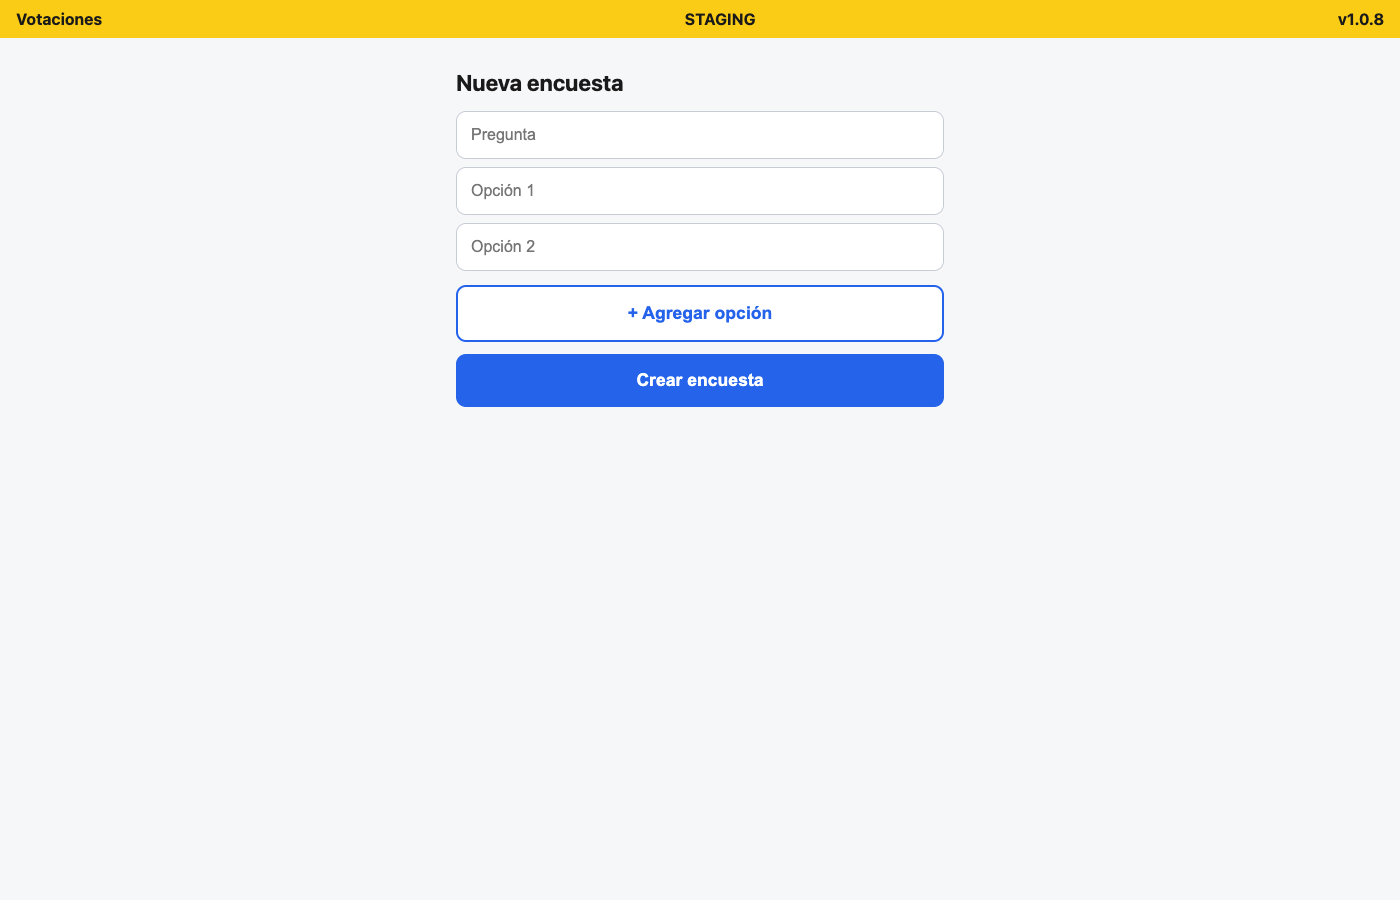 Votaciones STAGING v1.0.8
Nueva encuesta
Pregunta
Opción 1
Opción 2
+ Agregar opción
Crear encuesta